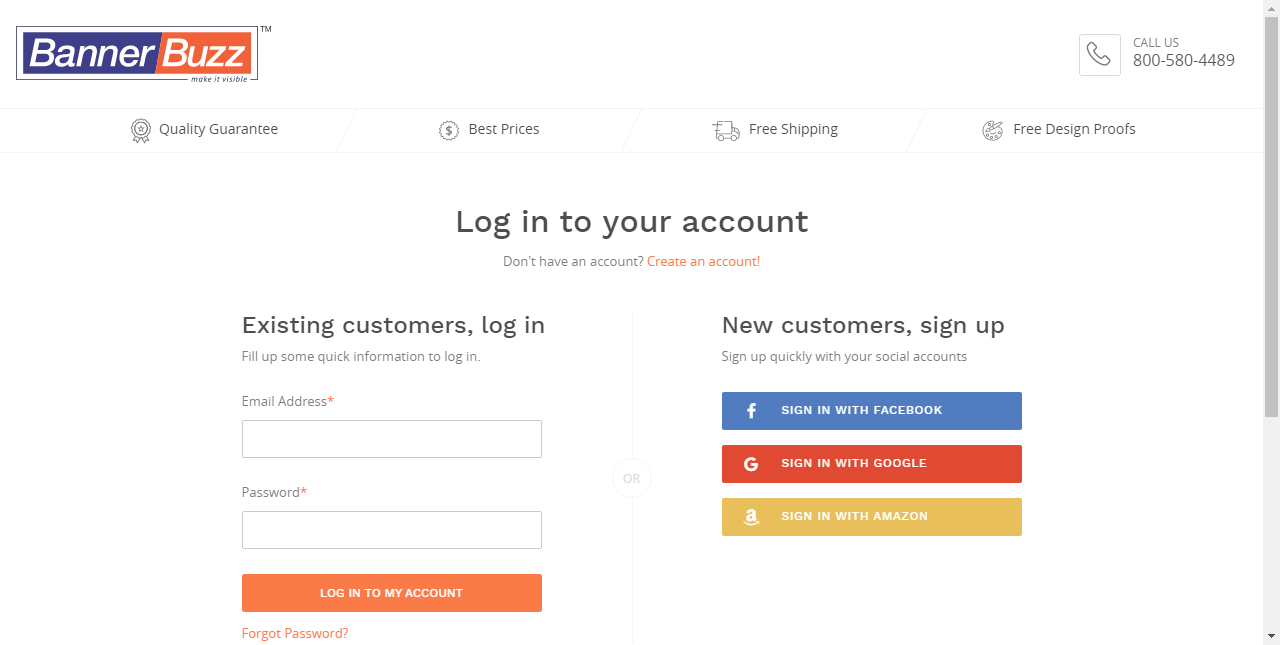 Banner Buzz TM
make it visible
CALL US
800-580-4489
Quality Guarantee
Best Prices
Free Shipping
Free Design Proofs
Log in to your account
Don't have an account? Create an account!
Existing customers, log in
Fill up some quick information to log in.
Email Address*
Password*
LOG IN TO MY ACCOUNT
Forgot Password?
OR
New customers, sign up
Sign up quickly with your social accounts
SIGN IN WITH FACEBOOK
SIGN IN WITH GOOGLE
SIGN IN WITH AMAZON